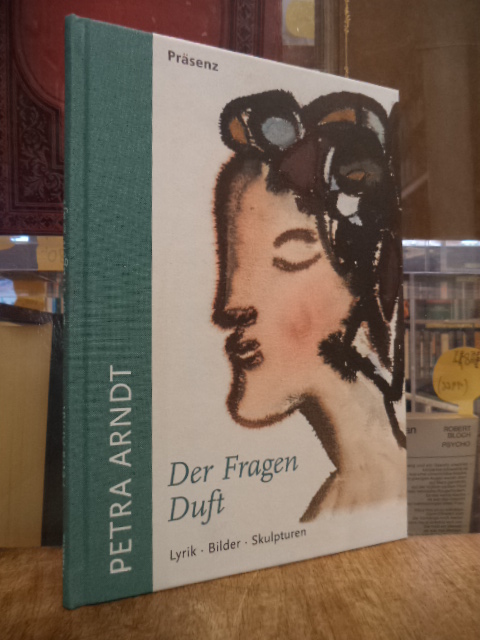 Präsenz
PETRA ARNDT
Der Fragen
Duft
Lyrik · Bilder · Skulpturen
ROBERT
BLOCH
PSYCHO